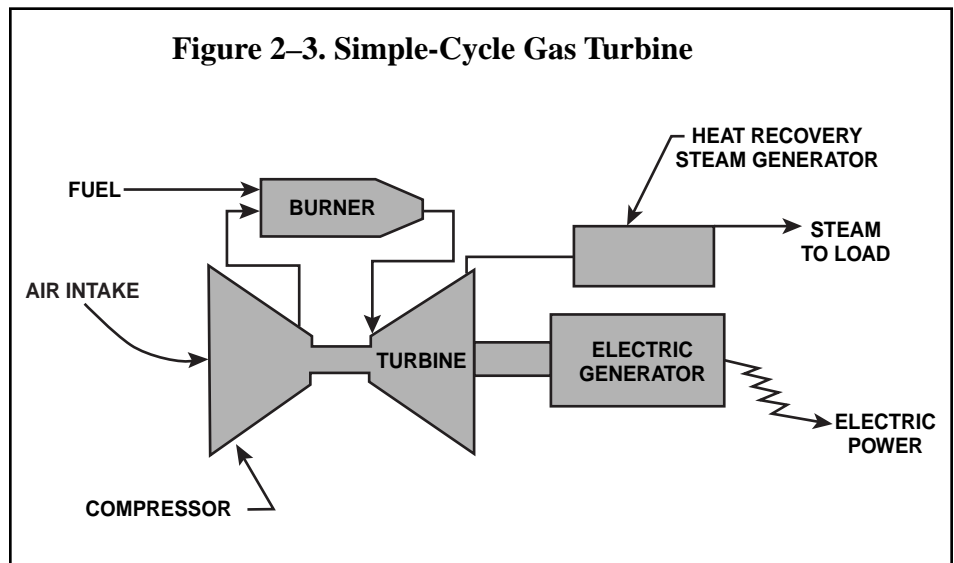 Figure 2–3. Simple-Cycle Gas Turbine
HEAT RECOVERY
STEAM GENERATOR
FUEL
BURNER
STEAM
TO LOAD
AIR INTAKE
TURBINE
ELECTRIC
GENERATOR
ELECTRIC
POWER
COMPRESSOR